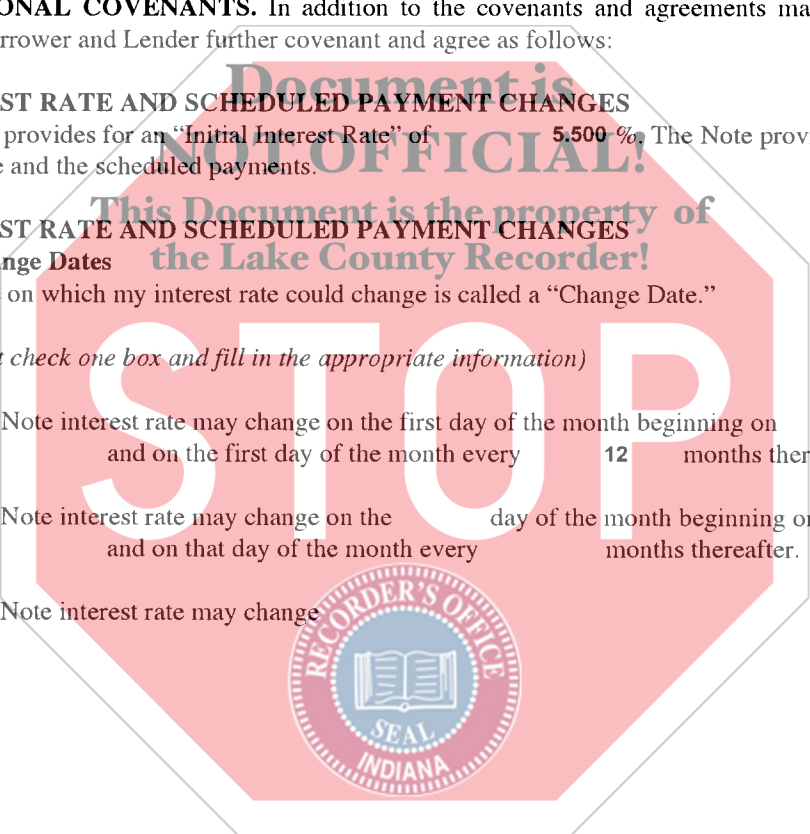 ONAL COVENANTS. In addition to the covenants and agreements ma
rrower and Lender further covenant and agree as follows:
Document is
ST RATE AND SCHEDULED PAYMENT CHANGES
provides for an “Initial Interest Rate” of 5.500 %. The Note prov
NOT OFFICIAL!
e and the scheduled payments.
This Document is the property of
ST RATE AND SCHEDULED PAYMENT CHANGES
the Lake County Recorder!
nge Dates
on which my interest rate could change is called a “Change Date.”
t check one box and fill in the appropriate information)
STOP
Note interest rate may change on the first day of the month beginning on
and on the first day of the month every 12 months ther
Note interest rate may change on the day of the month beginning on
and on that day of the month every months thereafter.
Note interest rate may change
RECORDER'S OFFICE
SEAL
INDIANA